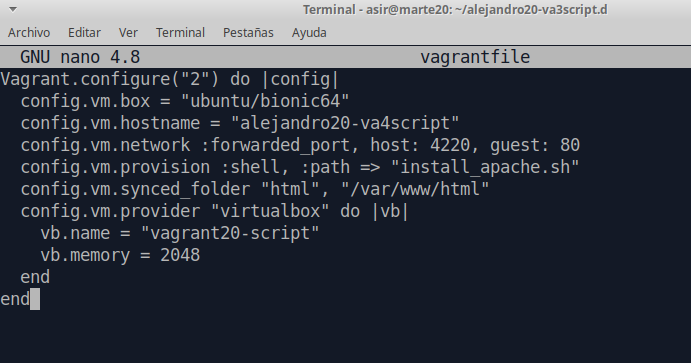 Terminal - asir@marte20: ~/alejandro20-va3script.d
Archivo Editar Ver Terminal Pestañas Ayuda
GNU nano 4.8 vagrantfile
Vagrant.configure("2") do |config|
  config.vm.box = "ubuntu/bionic64"
  config.vm.hostname = "alejandro20-va4script"
  config.vm.network :forwarded_port, host: 4220, guest: 80
  config.vm.provision :shell, :path => "install_apache.sh"
  config.vm.synced_folder "html", "/var/www/html"
  config.vm.provider "virtualbox" do |vb|
    vb.name = "vagrant20-script"
    vb.memory = 2048
  end
end